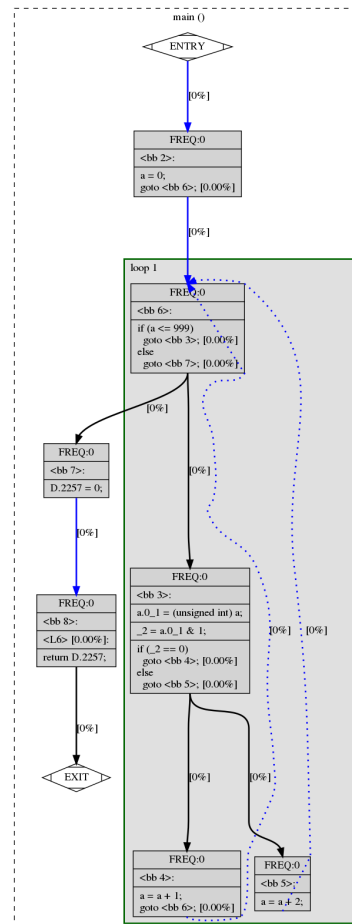 main ()
ENTRY
[0%]
FREQ:0
<bb 2>:
a = 0;
goto <bb 6>; [0.00%]
[0%]
loop 1
FREQ:0
<bb 6>:
if (a <= 999)
goto <bb 3>; [0.00%]
else
goto <bb 7>; [0.00%]
[0%]
[0%]
FREQ:0
<bb 7>:
D.2257 = 0;
[0%]
FREQ:0
<bb 8>:
<L6> [0.00%]:
return D.2257;
[0%]
EXIT
FREQ:0
<bb 3>:
a.0_1 = (unsigned int) a;
_2 = a.0_1 & 1;
if (_2 == 0)
goto <bb 4>; [0.00%]
else
goto <bb 5>; [0.00%]
[0%]
[0%]
[0%]
[0%]
FREQ:0
<bb 4>:
a = a + 1;
goto <bb 6>; [0.00%]
FREQ:0
<bb 5>:
a = a + 2;